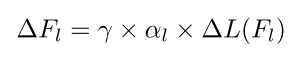 ΔF_l = γ × α_l × ΔL(F_l)